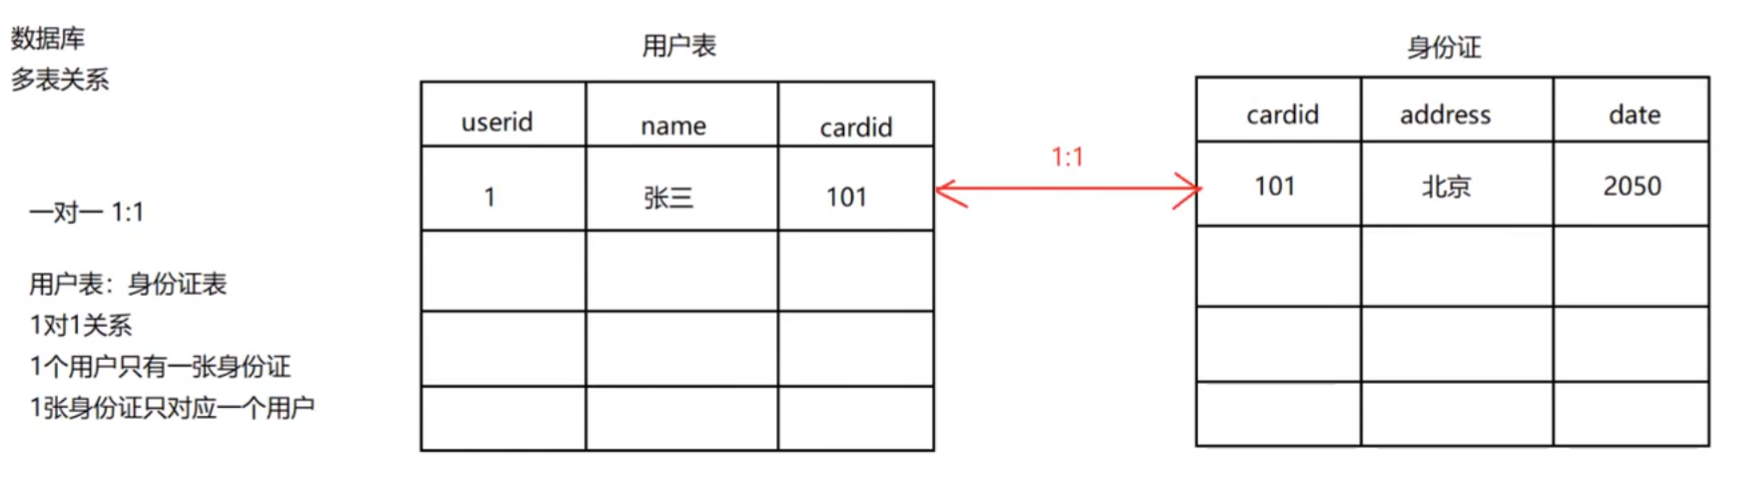 数据库
多表关系
一对一 1:1
用户表：身份证表
1对1关系
1个用户只有一张身份证
1张身份证只对应一个用户
用户表
userid name cardid
1 张三 101
1:1
身份证
cardid address date
101 北京 2050